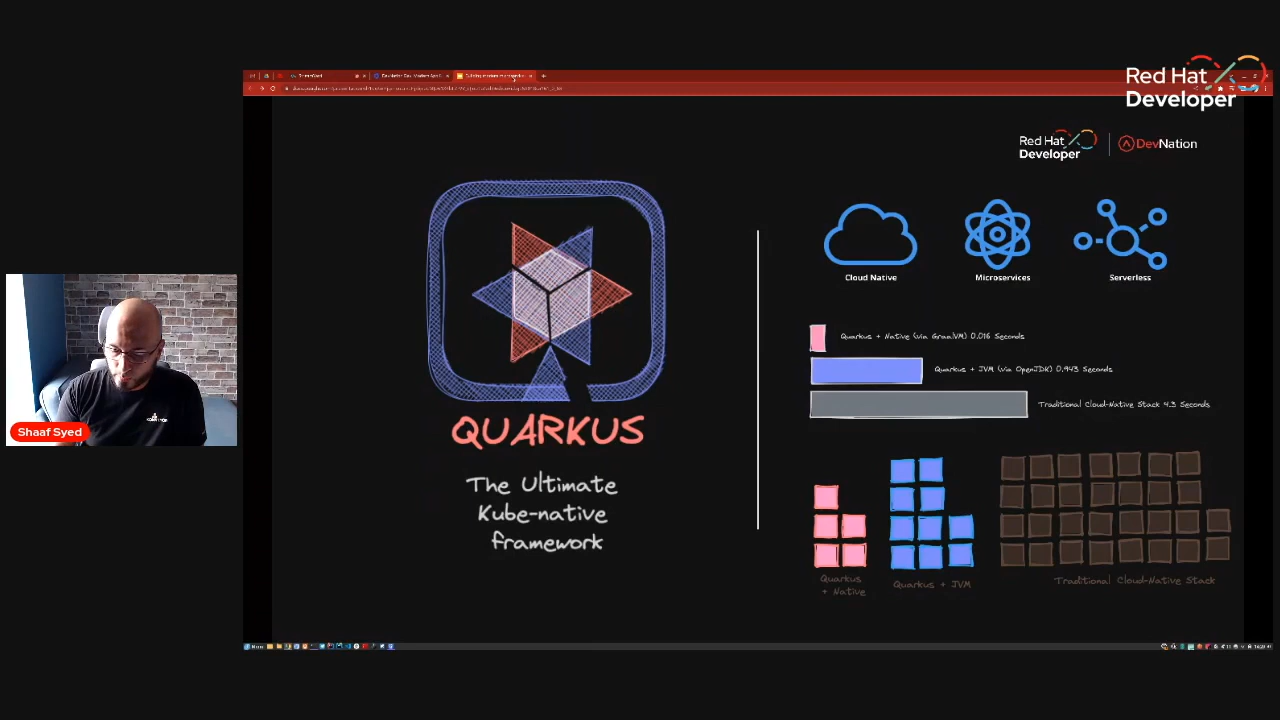 Red Hat
Developer
Red Hat
Developer
DevNation
Cloud Native
Microservices
Serverless
Quarkus + Native (via GraalVM) 0.016 Seconds
Quarkus + JVM (via OpenJDK) 0.943 Seconds
Traditional Cloud-Native Stack 4.3 Seconds
QUARKUS
The Ultimate
Kube-native
framework
Quarkus
+ Native
Quarkus + JVM
Traditional Cloud-Native Stack
Shaaf Syed